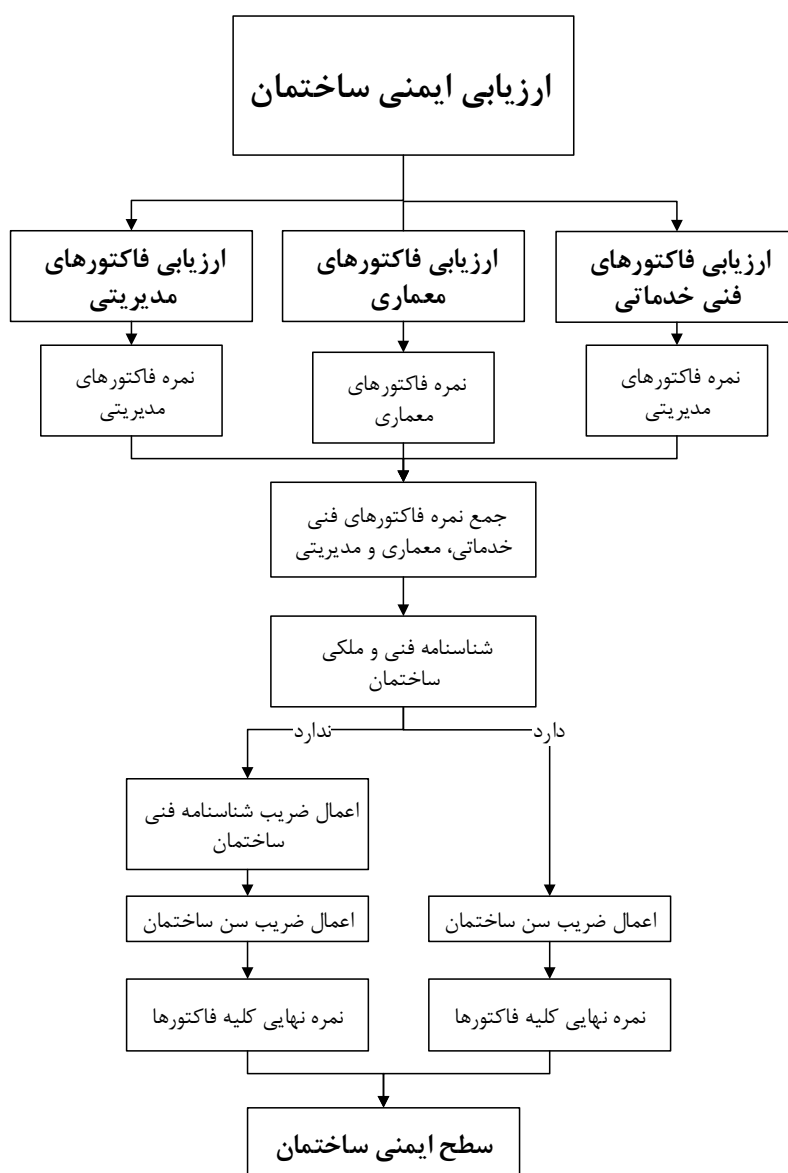 ارزیابی ایمنی ساختمان
ارزیابی فاکتورهای
فنی خدماتی
ارزیابی فاکتورهای
معماری
ارزیابی فاکتورهای
مدیریتی
نمره فاکتورهای
مدیریتی
نمره فاکتورهای
معماری
نمره فاکتورهای
مدیریتی
جمع نمره فاکتورهای فنی
خدماتی، معماری و مدیریتی
شناسنامه فنی و ملکی
ساختمان
دارد
ندارد
اعمال ضریب شناسنامه فنی
ساختمان
اعمال ضریب سن ساختمان
اعمال ضریب سن ساختمان
نمره نهایی کلیه فاکتورها
نمره نهایی کلیه فاکتورها
سطح ایمنی ساختمان